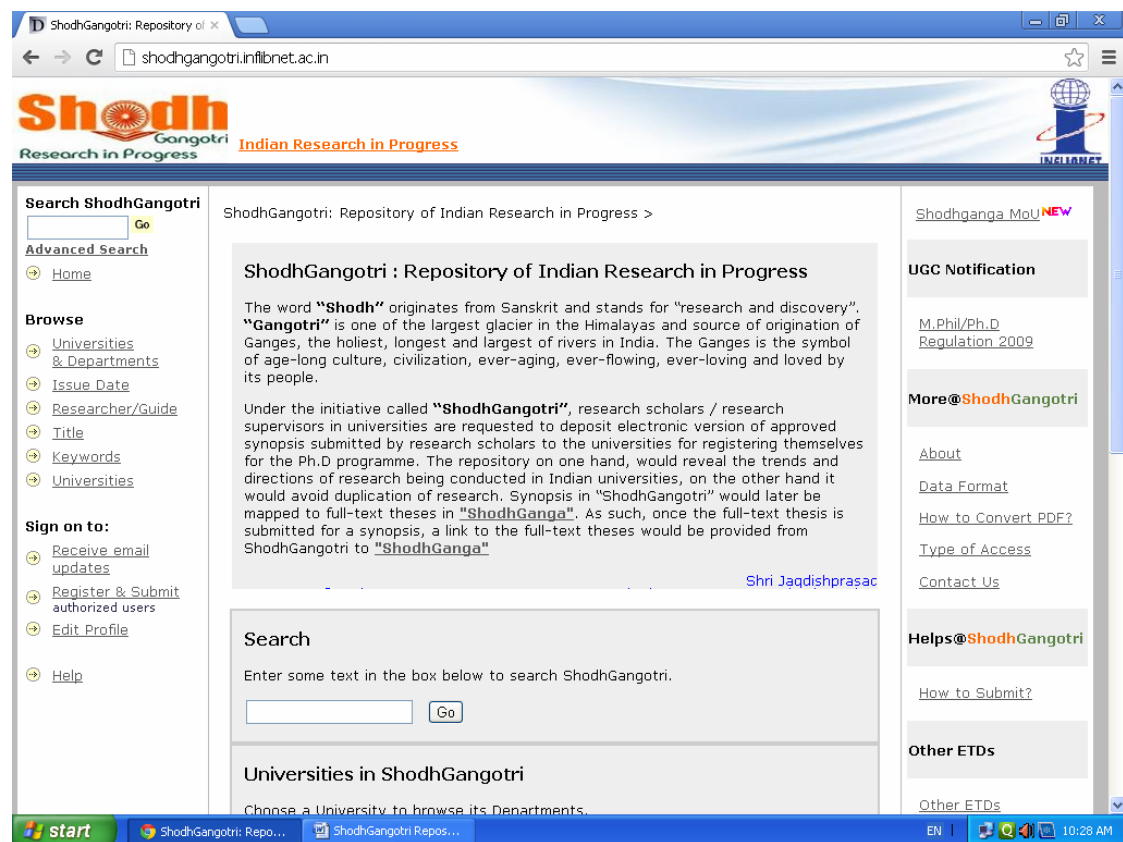 ShodhGangotri: Repository of
shodhgangotri.inflibnet.ac.in
Shodh
Gangotri
Research in Progress
Indian Research in Progress
INFLIBNET
Search ShodhGangotri
Go
Advanced Search
Home
Browse
Universities
& Departments
Issue Date
Researcher/Guide
Title
Keywords
Universities
Sign on to:
Receive email
updates
Register & Submit
authorized users
Edit Profile
Help
ShodhGangotri: Repository of Indian Research in Progress >
ShodhGangotri : Repository of Indian Research in Progress
The word “Shodh” originates from Sanskrit and stands for “research and discovery”.
“Gangotri” is one of the largest glacier in the Himalayas and source of origination of
Ganges, the holiest, longest and largest of rivers in India. The Ganges is the symbol
of age-long culture, civilization, ever-aging, ever-flowing, ever-loving and loved by
its people.
Under the initiative called “ShodhGangotri”, research scholars / research
supervisors in universities are requested to deposit electronic version of approved
synopsis submitted by research scholars to the universities for registering themselves
for the Ph.D programme. The repository on one hand, would reveal the trends and
directions of research being conducted in Indian universities, on the other hand it
would avoid duplication of research. Synopsis in “ShodhGangotri” would later be
mapped to full-text theses in "ShodhGanga". As such, once the full-text thesis is
submitted for a synopsis, a link to the full-text theses would be provided from
ShodhGangotri to "ShodhGanga"
Shri Jagdishprasad
Search
Enter some text in the box below to search ShodhGangotri.
Go
Universities in ShodhGangotri
Choose a University to browse its Departments.
Shodhganga MoU NEW
UGC Notification
M.Phil/Ph.D
Regulation 2009
More@ShodhGangotri
About
Data Format
How to Convert PDF?
Type of Access
Contact Us
Helps@ShodhGangotri
How to Submit?
Other ETDs
Other ETDs
start
ShodhGangotri: Repo...
ShodhGangotri Repos...
EN
10:28 AM